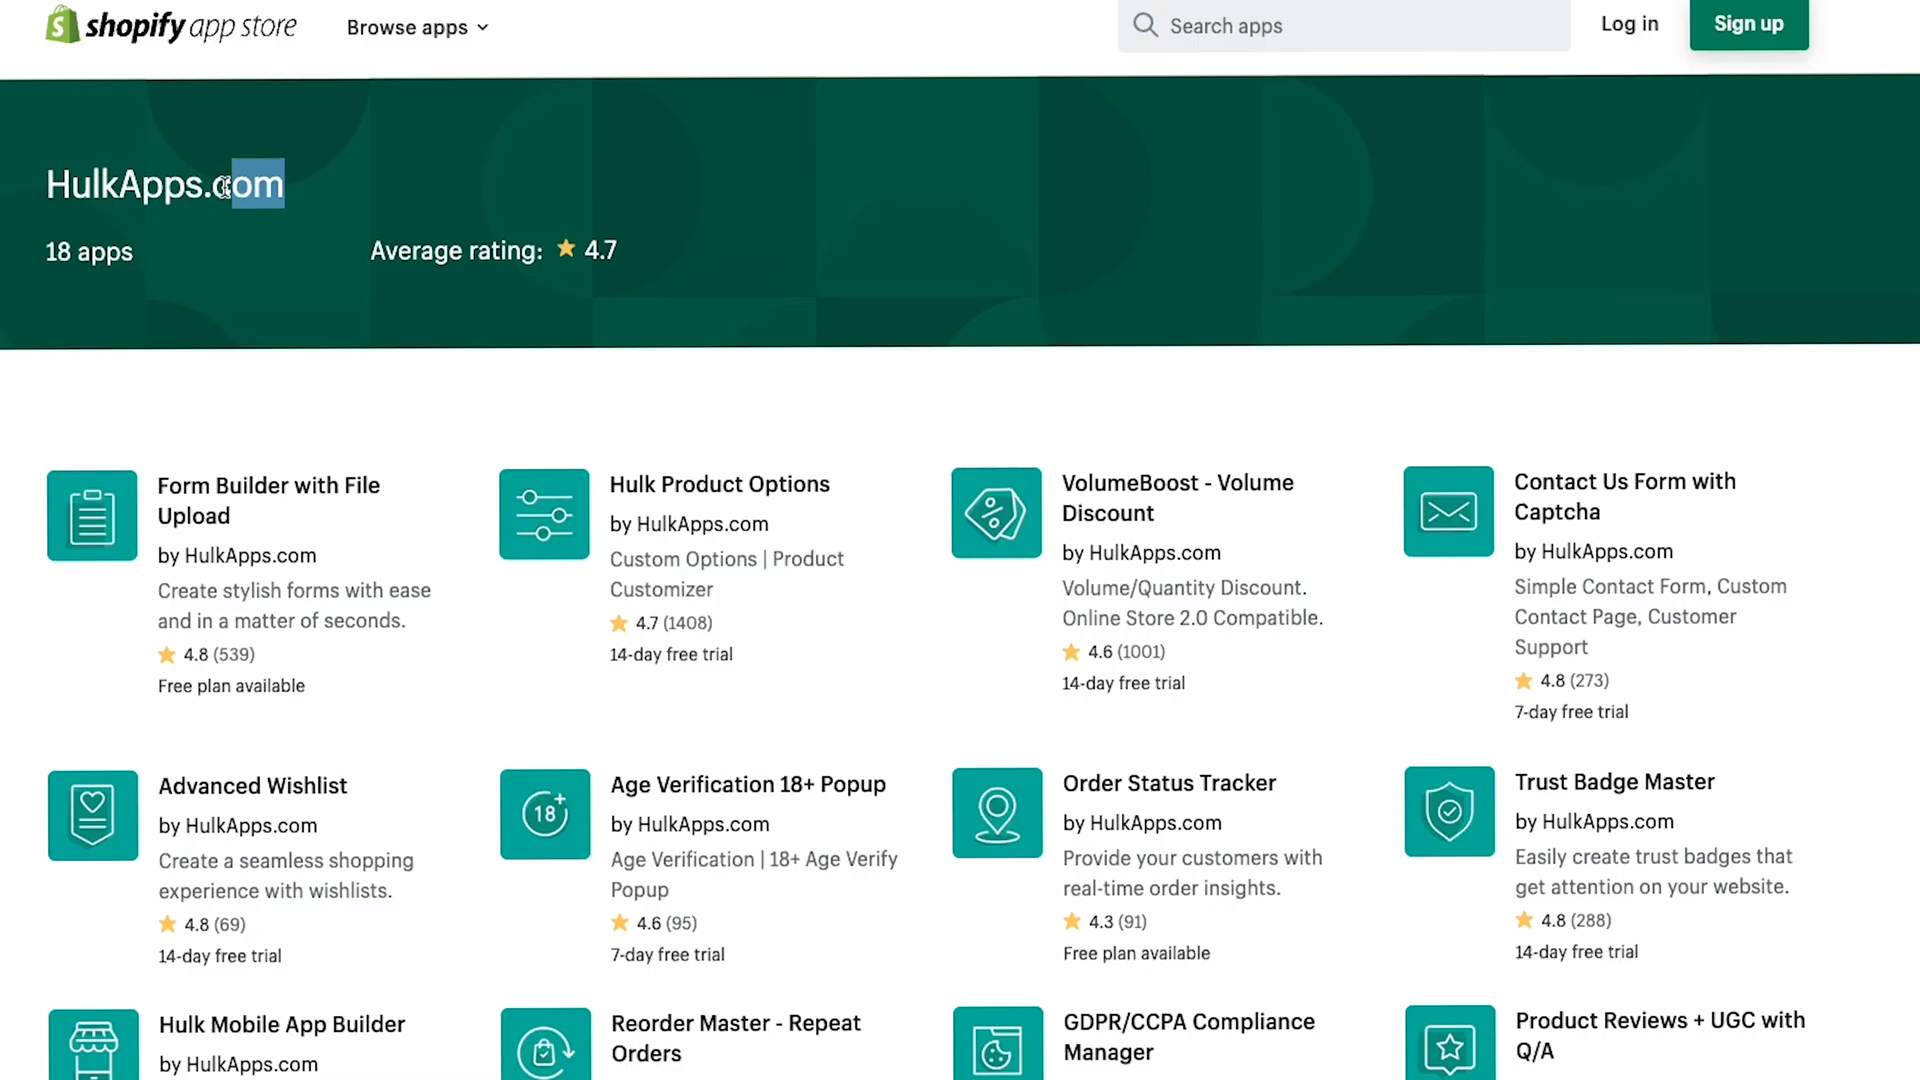 shopify app store
Browse apps
Search apps
Log in
Sign up
HulkApps.com
18 apps
Average rating: ★ 4.7
Form Builder with File
Upload
by HulkApps.com
Create stylish forms with ease
and in a matter of seconds.
★ 4.8 (539)
Free plan available
Hulk Product Options
by HulkApps.com
Custom Options | Product
Customizer
★ 4.7 (1408)
14-day free trial
VolumeBoost - Volume
Discount
by HulkApps.com
Volume/Quantity Discount.
Online Store 2.0 Compatible.
★ 4.6 (1001)
14-day free trial
Contact Us Form with
Captcha
by HulkApps.com
Simple Contact Form, Custom
Contact Page, Customer
Support
★ 4.8 (273)
7-day free trial
Advanced Wishlist
by HulkApps.com
Create a seamless shopping
experience with wishlists.
★ 4.8 (69)
14-day free trial
18+
Age Verification 18+ Popup
by HulkApps.com
Age Verification | 18+ Age Verify
Popup
★ 4.6 (95)
7-day free trial
Order Status Tracker
by HulkApps.com
Provide your customers with
real-time order insights.
★ 4.3 (91)
Free plan available
Trust Badge Master
by HulkApps.com
Easily create trust badges that
get attention on your website.
★ 4.8 (288)
14-day free trial
Hulk Mobile App Builder
by HulkApps.com
Reorder Master - Repeat
Orders
GDPR/CCPA Compliance
Manager
Product Reviews + UGC with
Q/A